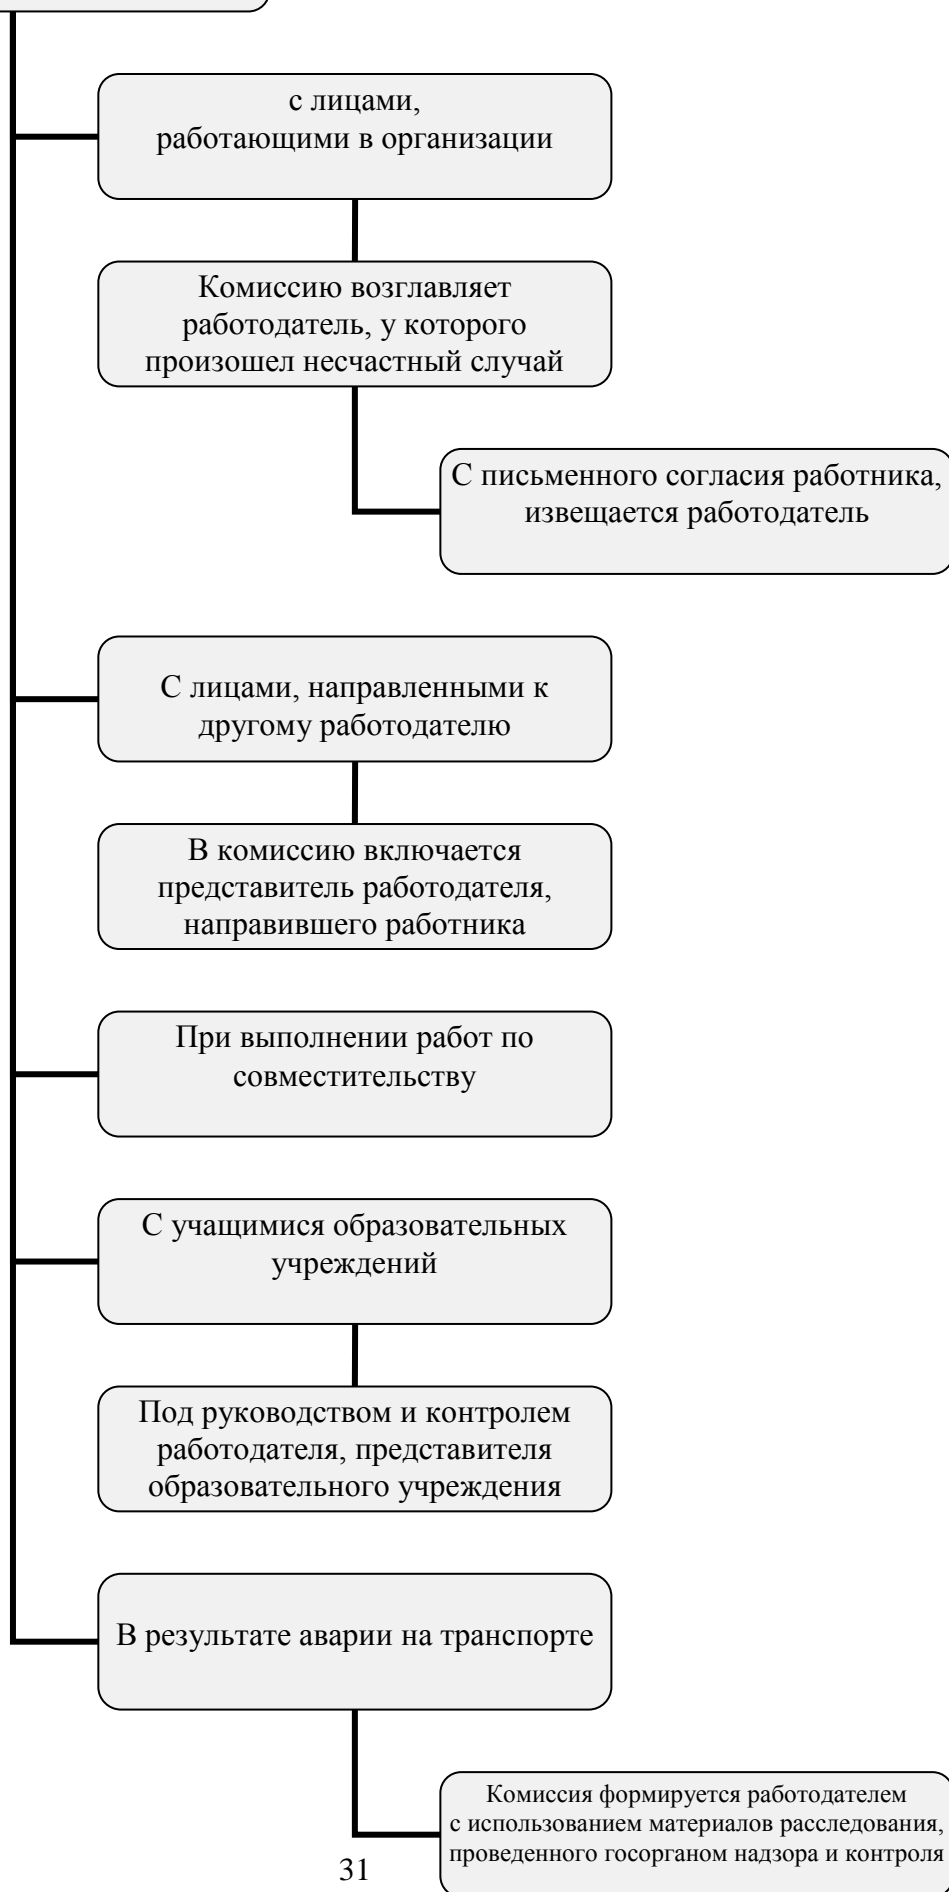 с лицами,
работающими в организации
Комиссию возглавляет
работодатель, у которого
произошел несчастный случай
С письменного согласия работника,
извещается работодатель
С лицами, направленными к
другому работодателю
В комиссию включается
представитель работодателя,
направившего работника
При выполнении работ по
совместительству
С учащимися образовательных
учреждений
Под руководством и контролем
работодателя, представителя
образовательного учреждения
В результате аварии на транспорте
Комиссия формируется работодателем
с использованием материалов расследования,
проведенного госорганом надзора и контроля
31